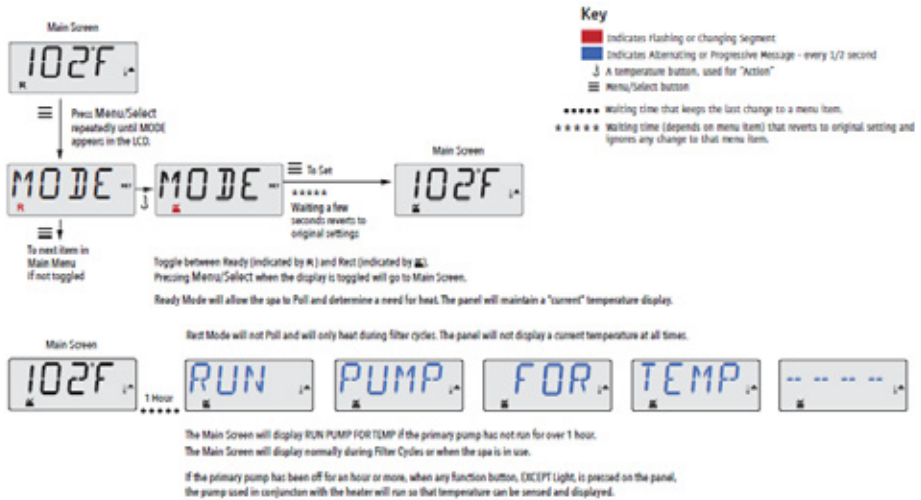 Key
Indicates Flashing or Changing Segment
Indicates Alternating or Progressive Message - every 1/2 second
A temperature button, used for "Action"
Menu/Select button
Waiting time that keeps the last change to a menu item.
Waiting time (depends on menu item) that reverts to original setting and
ignores any change to that menu item.
Main Screen
102°F
R
Press Menu/Select
repeatedly until MODE
appears in the LCD.
MODE
SET
R
MODE
SET
To Set
*****
Waiting a few
seconds reverts to
original settings
Main Screen
102°F
To next item in
Main Menu
if not toggled
Toggle between Ready (indicated by R) and Rest (indicated by ).
Pressing Menu/Select when the display is toggled will go to Main Screen.
Ready Mode will allow the spa to Poll and determine a need for heat. The panel will maintain a "current" temperature display.
Rest Mode will not Poll and will only heat during filter cycles. The panel will not display a current temperature at all times.
Main Screen
102°F
1 Hour
RUN
PUMP
FOR
TEMP
-- -- -- --
The Main Screen will display RUN PUMP FOR TEMP if the primary pump has not run for over 1 hour.
The Main Screen will display normally during Filter Cycles or when the spa is in use.
If the primary pump has been off for an hour or more, when any function button, EXCEPT Light, is pressed on the panel,
the pump used in conjuncton with the heater will run so that temperature can be sensed and displayed.